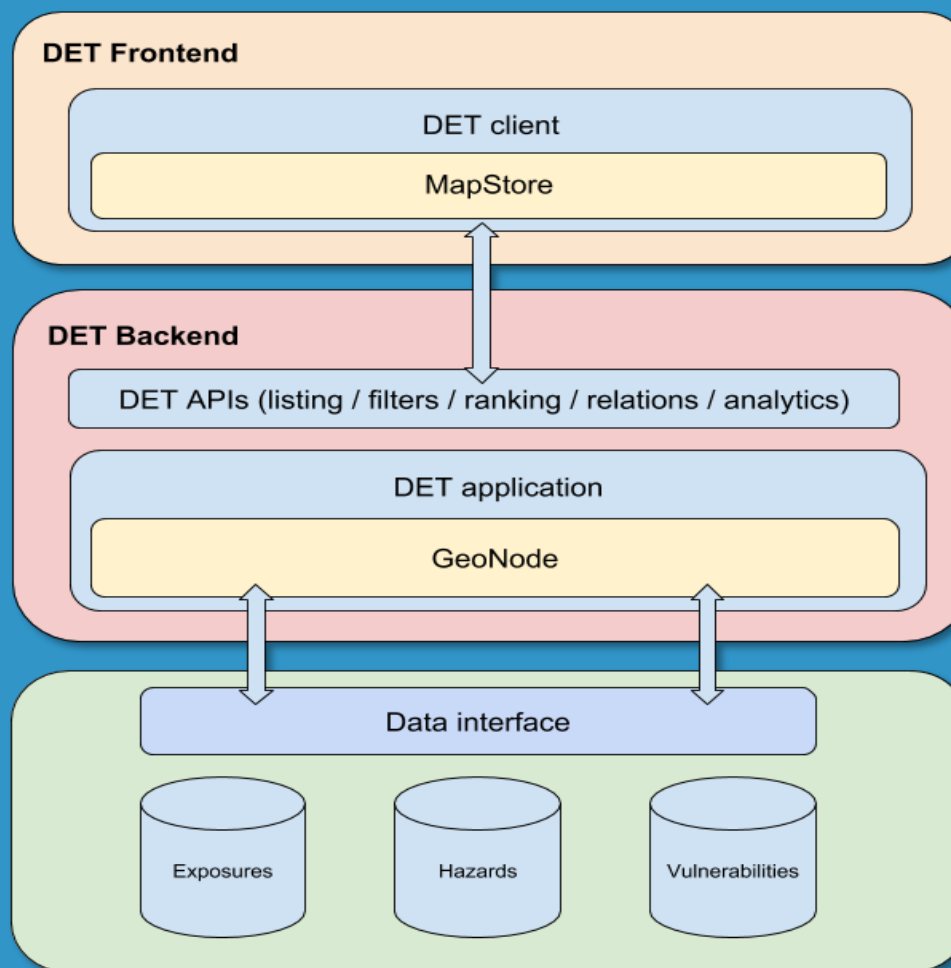 DET Frontend
DET client
MapStore
DET Backend
DET APIs (listing / filters / ranking / relations / analytics)
DET application
GeoNode
Data interface
Exposures
Hazards
Vulnerabilities